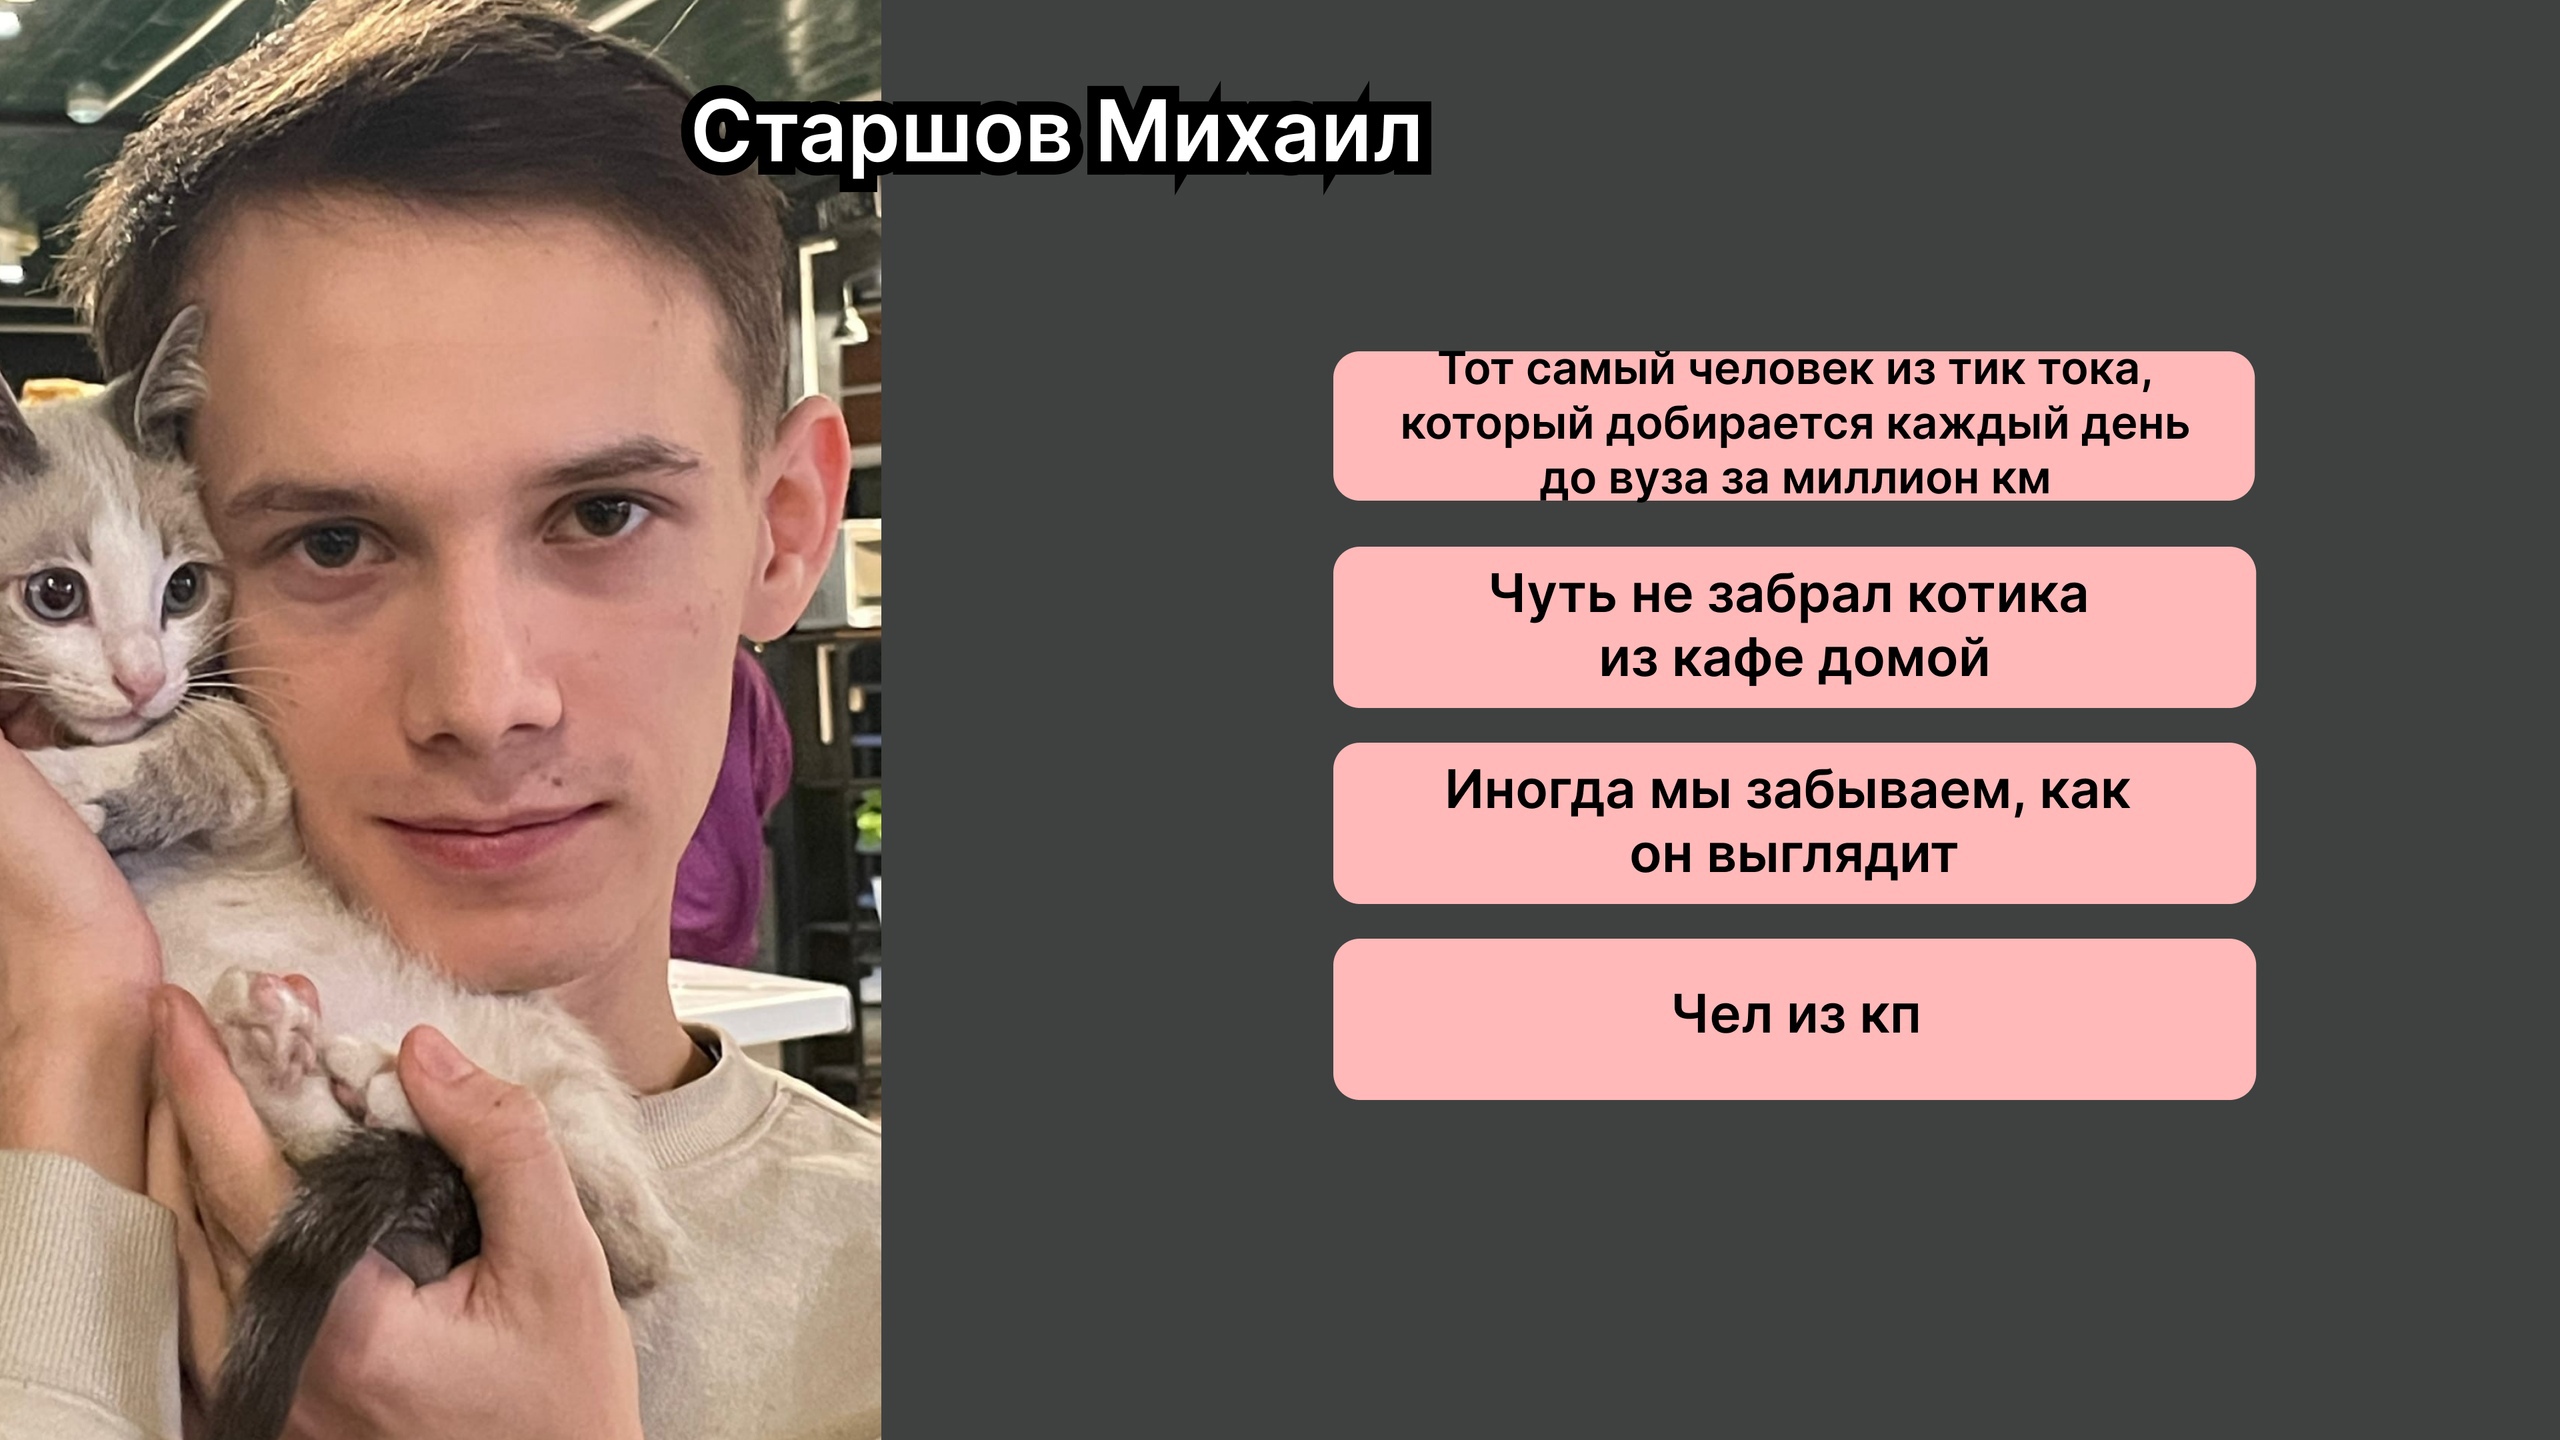 Старшов Михаил
Тот самый человек из тик тока,
который добирается каждый день
до вуза за миллион км
Чуть не забрал котика
из кафе домой
Иногда мы забываем, как
он выглядит
Чел из кп